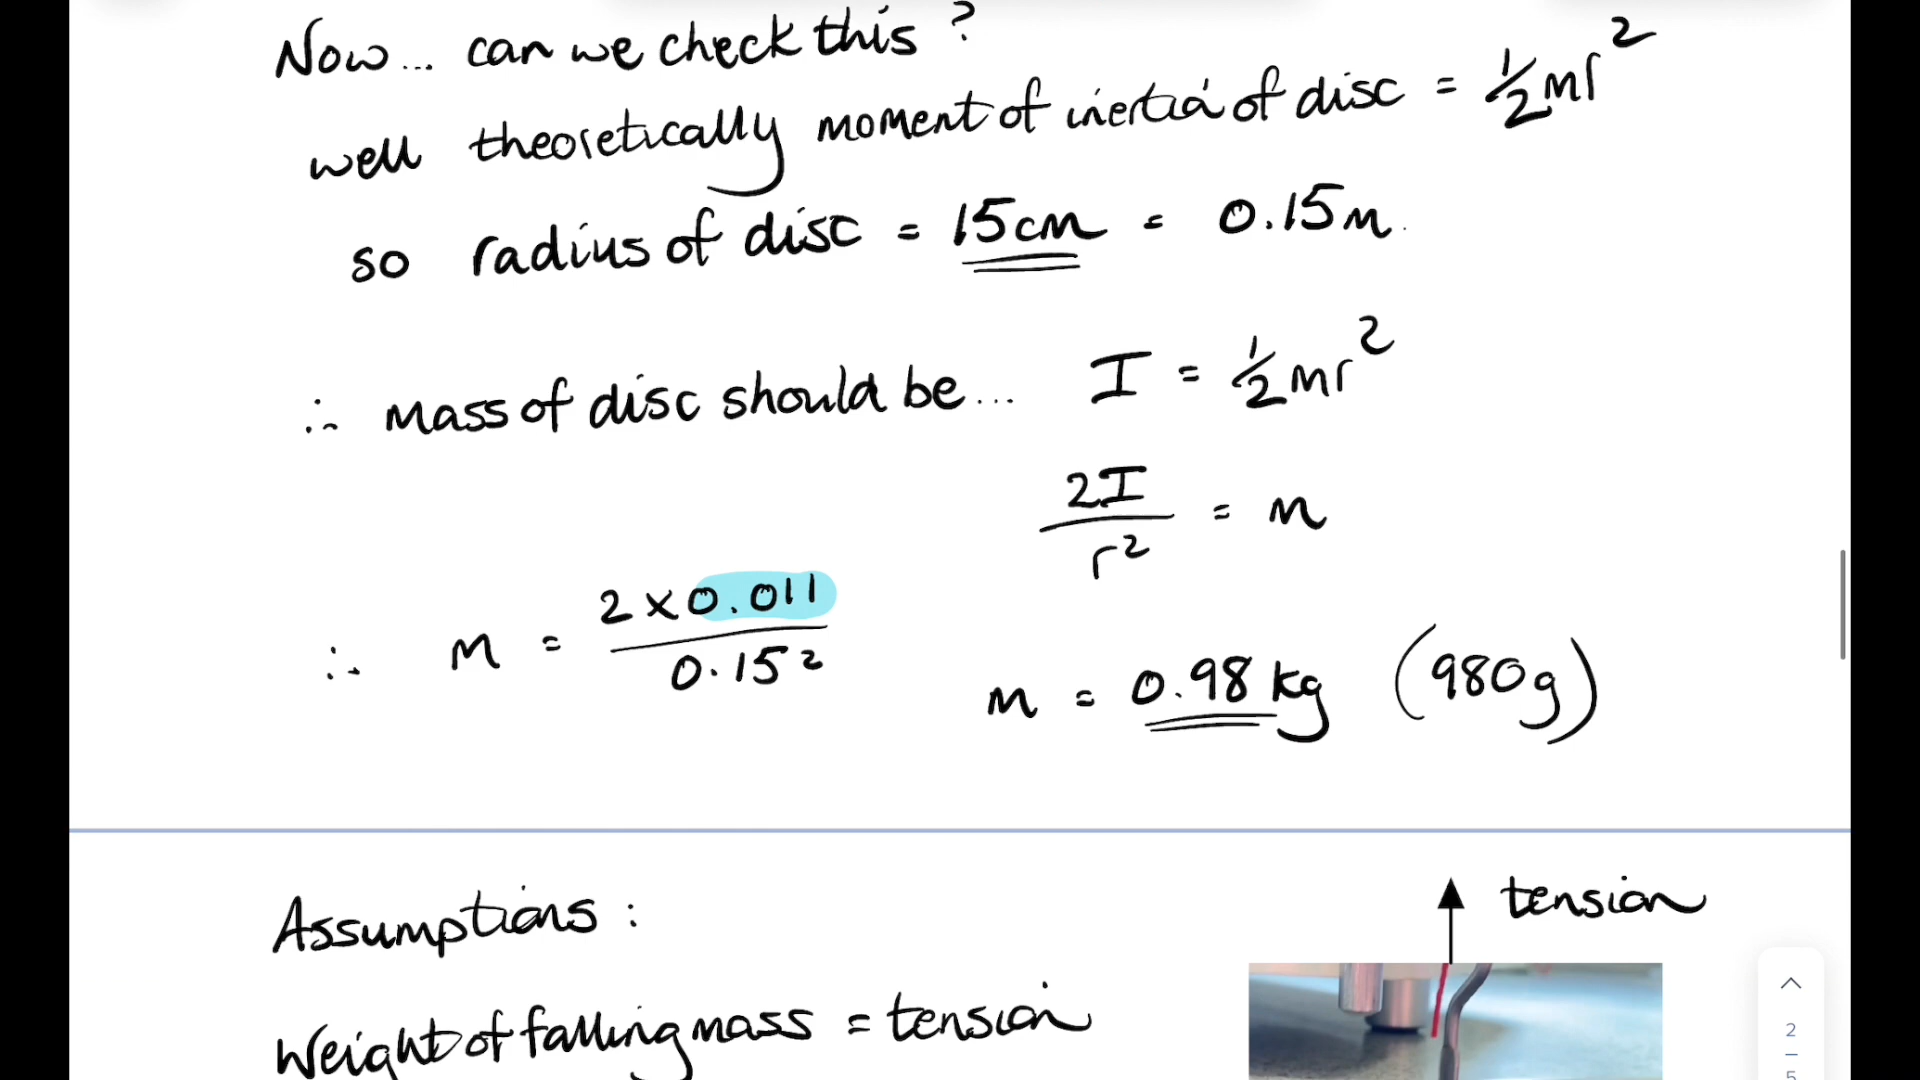 Now... can we check this?
well theoretically moment of inertia of disc = ½mr²
so radius of disc = 15cm = 0.15m.
∴ mass of disc should be... I = ½mr²
2I/r² = m
∴ m = 2 x 0.011/0.15²
m = 0.98 kg (980g)
Assumptions:
tension
Weight of falling mass = tension
2
5